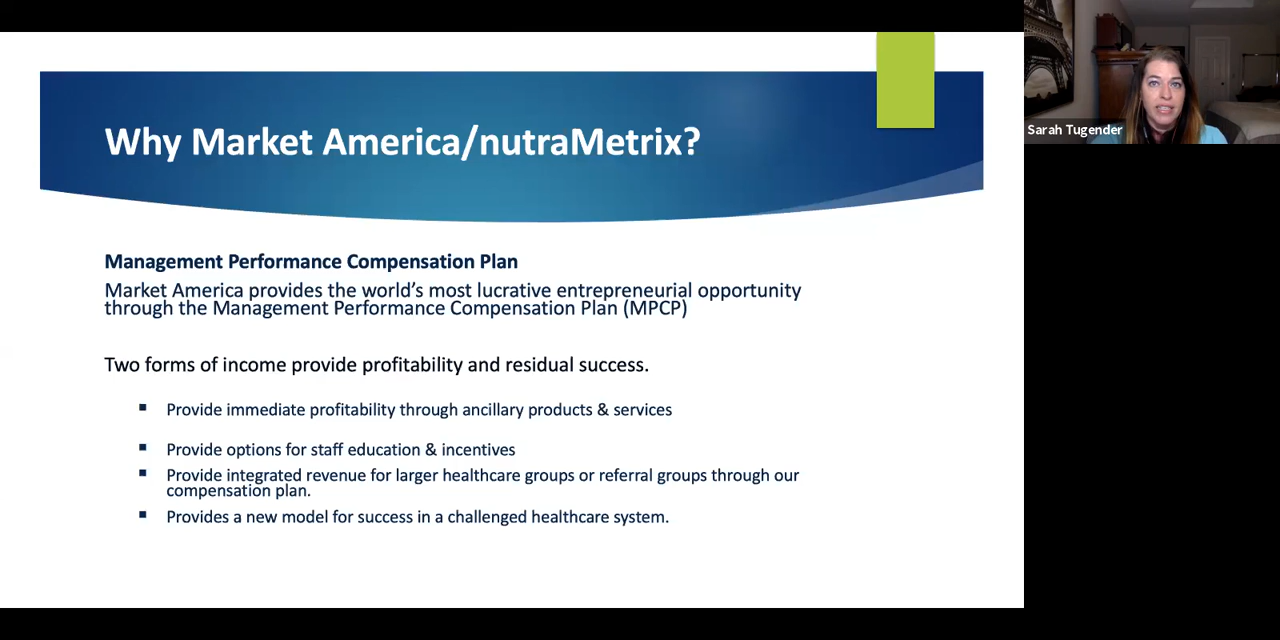 Why Market America/nutraMetrix?
Sarah Tugender
Management Performance Compensation Plan
Market America provides the world’s most lucrative entrepreneurial opportunity
through the Management Performance Compensation Plan (MPCP)
Two forms of income provide profitability and residual success.
▪ Provide immediate profitability through ancillary products & services
▪ Provide options for staff education & incentives
▪ Provide integrated revenue for larger healthcare groups or referral groups through our
compensation plan.
▪ Provides a new model for success in a challenged healthcare system.